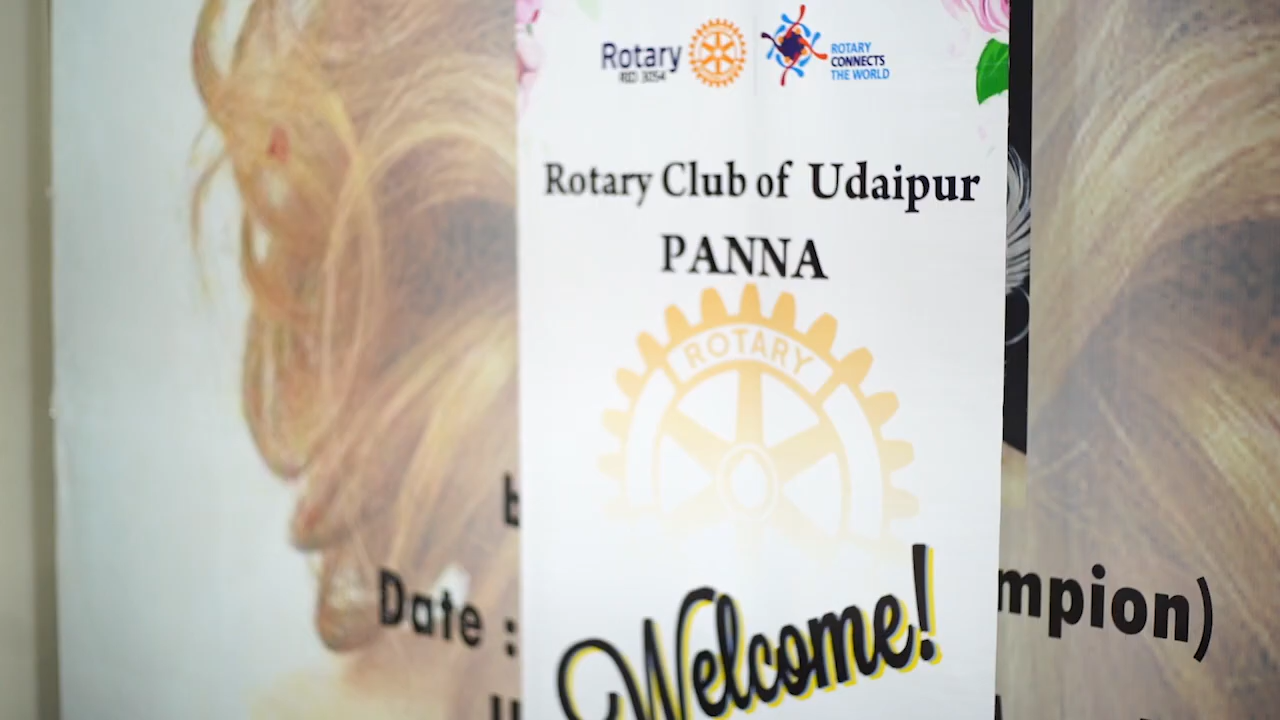 Rotary
RID 3054
ROTARY
CONNECTS
THE WORLD
Rotary Club of Udaipur
PANNA
ROTARY
Date :
mpion)
Welcome!